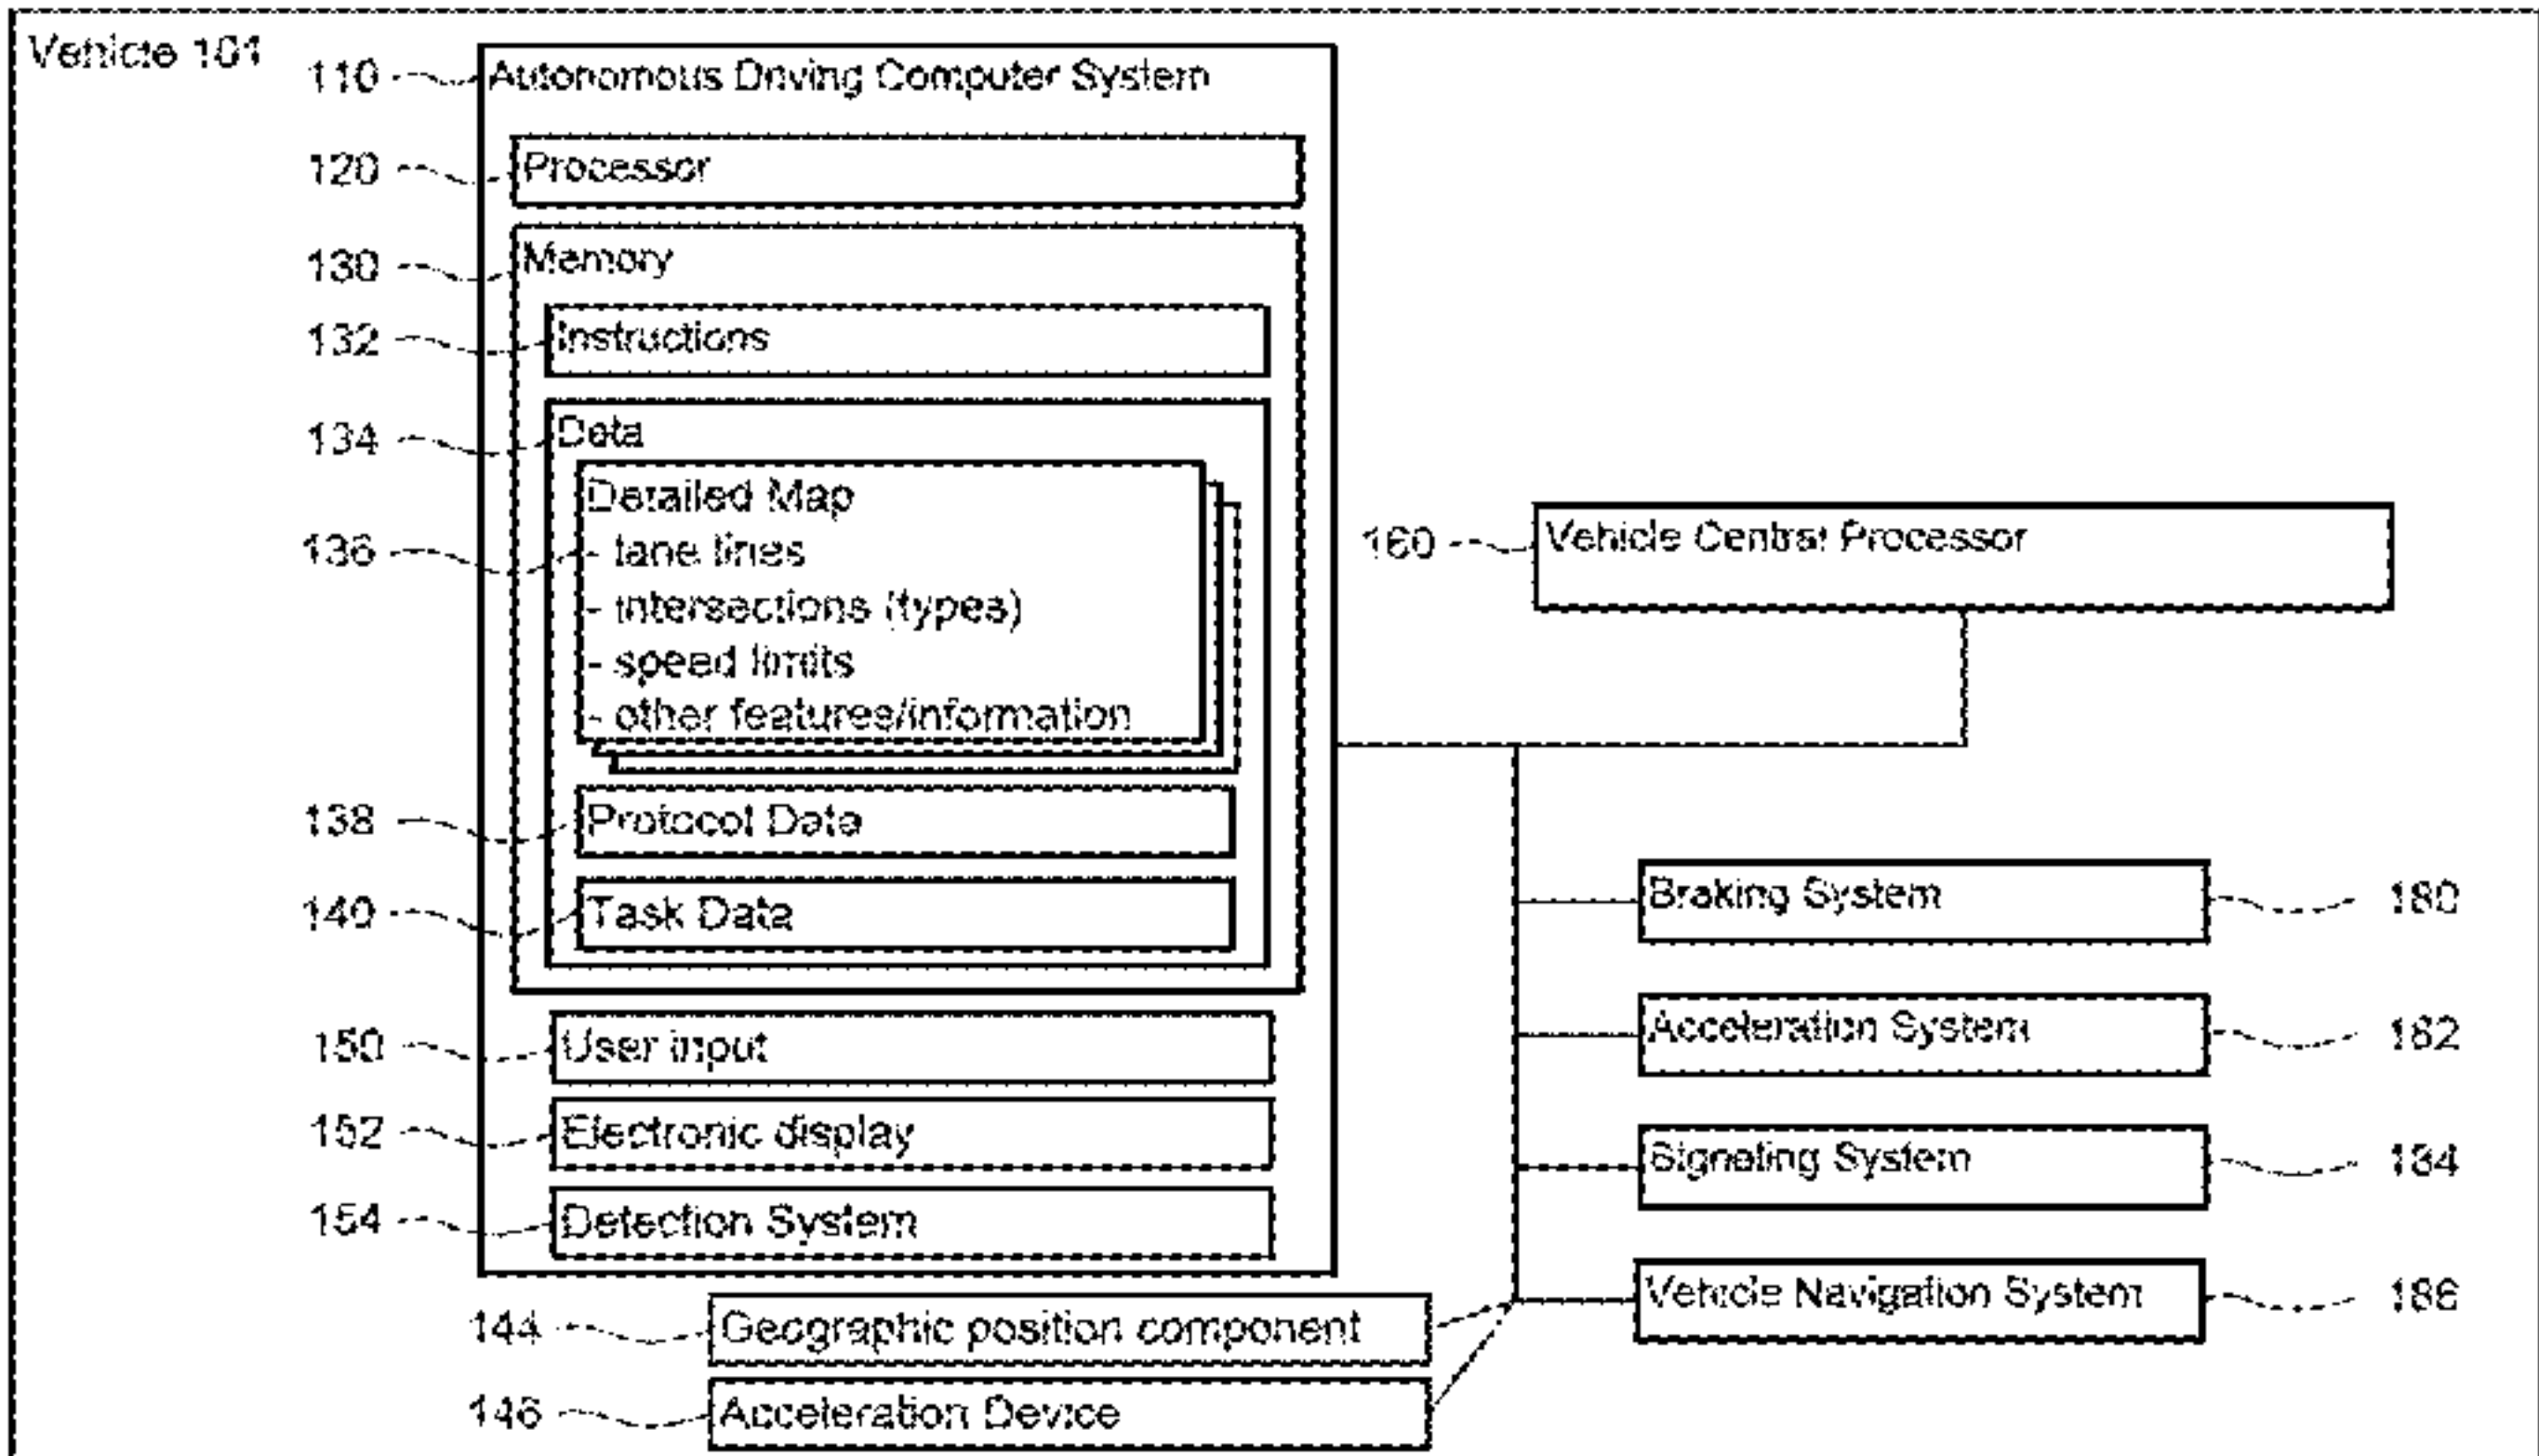 Vehicle 101
110 Autonomous Driving Computer System
120 Processor
130 Memory
132 Instructions
134 Data
Detailed Map
136 - lane lines
- intersections (types)
- speed limits
- other features/information
138 Protocol Data
140 Task Data
150 User input
152 Electronic display
154 Detection System
144 Geographic position component
146 Acceleration Device
160 Vehicle Central Processor
Braking System 180
Acceleration System 182
Signaling System 184
Vehicle Navigation System 186